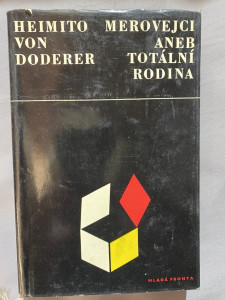 HEIMITO
VON
DODERER
MEROVEJCI
ANEB
TOTÁLNÍ
RODINA
MLADÁ FRONTA